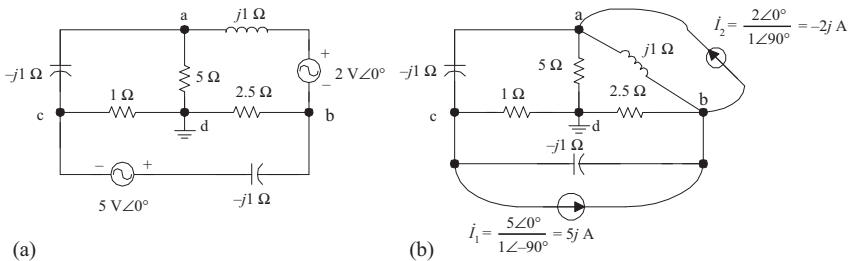 a
j1 Ω
–j1 Ω
5 Ω
+
2 V∠0°
–
1 Ω
2.5 Ω
c
d
b
–
+
5 V∠0°
–j1 Ω
(a)
a
İ₂ = 2∠0° / 1∠90° = –2j A
j1 Ω
–j1 Ω
5 Ω
1 Ω
2.5 Ω
b
c
d
–j1 Ω
İ₁ = 5∠0° / 1∠–90° = 5j A
(b)